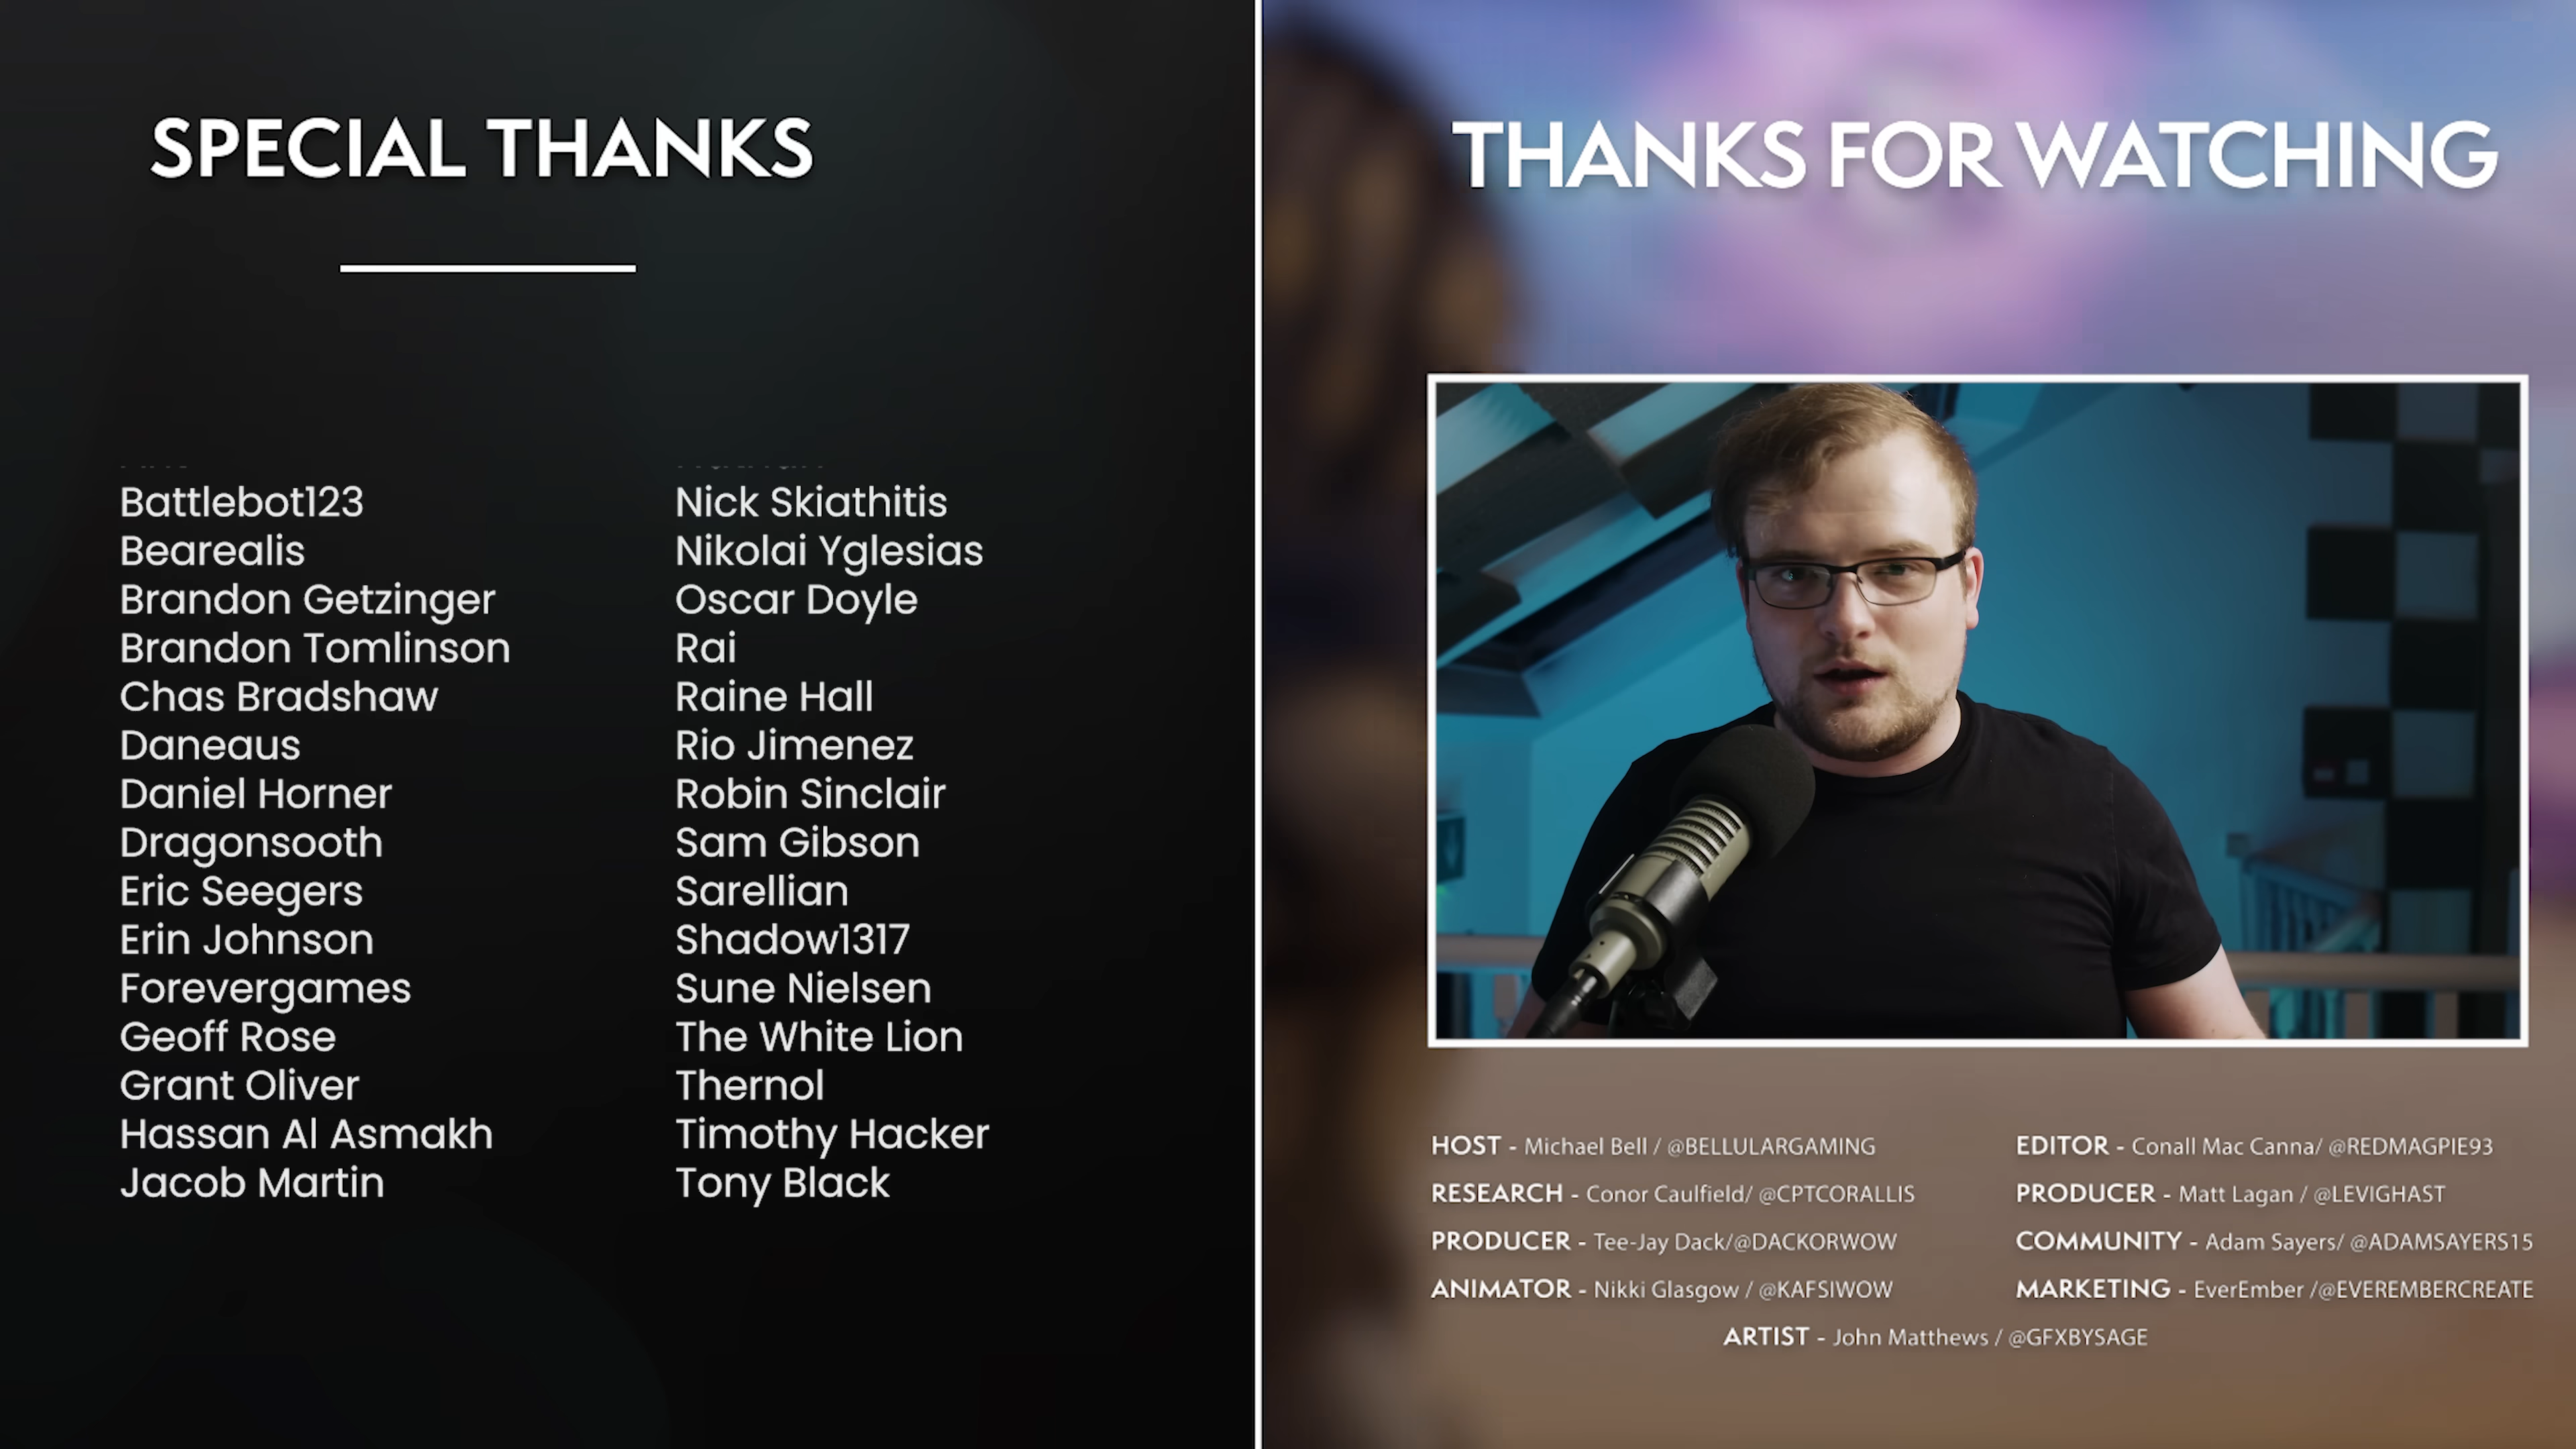 SPECIAL THANKS
Battlebot123
Bearealis
Brandon Getzinger
Brandon Tomlinson
Chas Bradshaw
Daneaus
Daniel Horner
Dragonsooth
Eric Seegers
Erin Johnson
Forevergames
Geoff Rose
Grant Oliver
Hassan Al Asmakh
Jacob Martin
Nick Skiathitis
Nikolai Yglesias
Oscar Doyle
Rai
Raine Hall
Rio Jimenez
Robin Sinclair
Sam Gibson
Sarellian
Shadow1317
Sune Nielsen
The White Lion
Thernol
Timothy Hacker
Tony Black
THANKS FOR WATCHING
HOST - Michael Bell / @BELLULARGAMING
RESEARCH - Conor Caulfield/ @CPTCORALLIS
PRODUCER - Tee-Jay Dack/@DACKORWOW
ANIMATOR - Nikki Glasgow / @KAFSIWOW
EDITOR - Conall Mac Canna/ @REDMAGPIE93
PRODUCER - Matt Lagan / @LEVIGHAST
COMMUNITY - Adam Sayers/ @ADAMSAYERS15
MARKETING - EverEmber /@EVEREMBERCREATE
ARTIST - John Matthews / @GFXBYSAGE